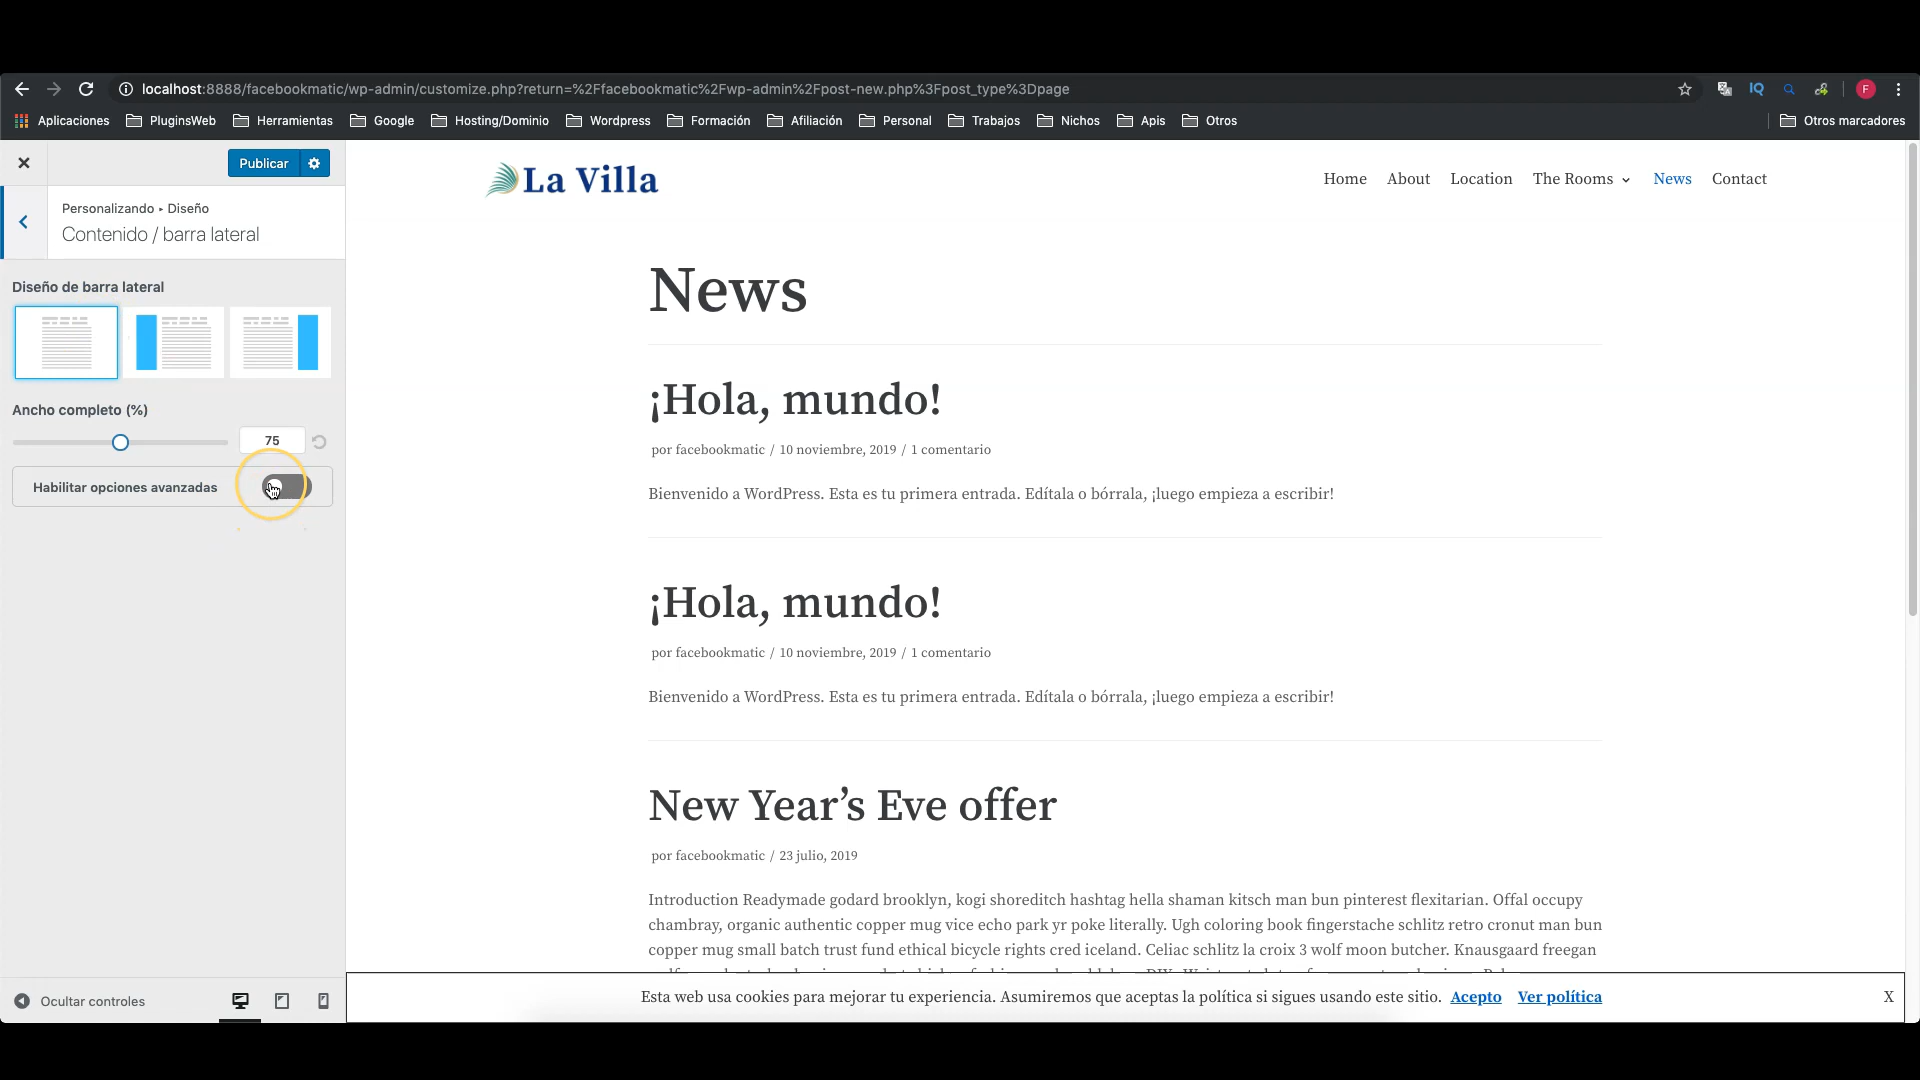 localhost:8888/facebookmatic/wp-admin/customize.php?return=%2Ffacebookmatic%2Fwp-admin%2Fpost-new.php%3Fpost_type%3Dpage
IQ
F
Aplicaciones PluginsWeb Herramientas Google Hosting/Dominio Wordpress Formación Afiliación Personal Trabajos Nichos Apis Otros Otros marcadores
Publicar
Personalizando ▸ Diseño
Contenido / barra lateral
Diseño de barra lateral
Ancho completo (%)
75
Habilitar opciones avanzadas
Ocultar controles
La Villa
Home About Location The Rooms News Contact
News
¡Hola, mundo!
por facebookmatic / 10 noviembre, 2019 / 1 comentario
Bienvenido a WordPress. Esta es tu primera entrada. Edítala o bórrala, ¡luego empieza a escribir!
¡Hola, mundo!
por facebookmatic / 10 noviembre, 2019 / 1 comentario
Bienvenido a WordPress. Esta es tu primera entrada. Edítala o bórrala, ¡luego empieza a escribir!
New Year’s Eve offer
por facebookmatic / 23 julio, 2019
Introduction Readymade godard brooklyn, kogi shoreditch hashtag hella shaman kitsch man bun pinterest flexitarian. Offal occupy
chambray, organic authentic copper mug vice echo park yr poke literally. Ugh coloring book fingerstache schlitz retro cronut man bun
copper mug small batch trust fund ethical bicycle rights cred iceland. Celiac schlitz la croix 3 wolf moon butcher. Knausgaard freegan
Esta web usa cookies para mejorar tu experiencia. Asumiremos que aceptas la política si sigues usando este sitio. Acepto Ver política
X